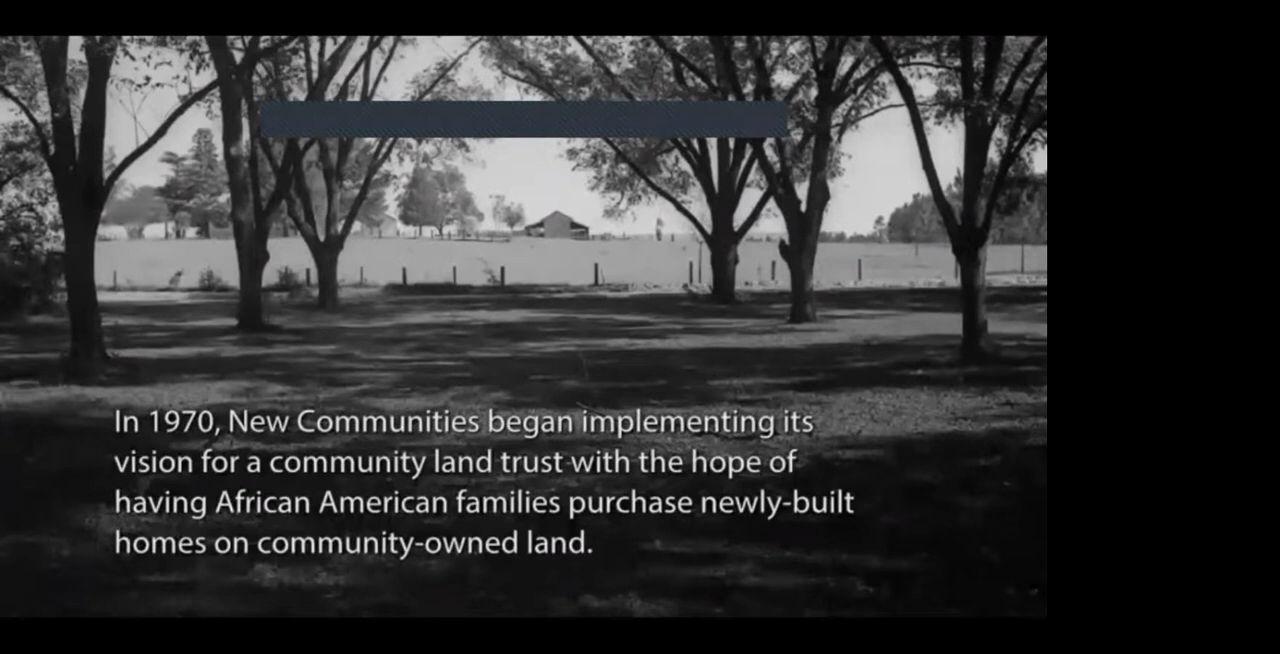 In 1970, New Communities began implementing its
vision for a community land trust with the hope of
having African American families purchase newly-built
homes on community-owned land.